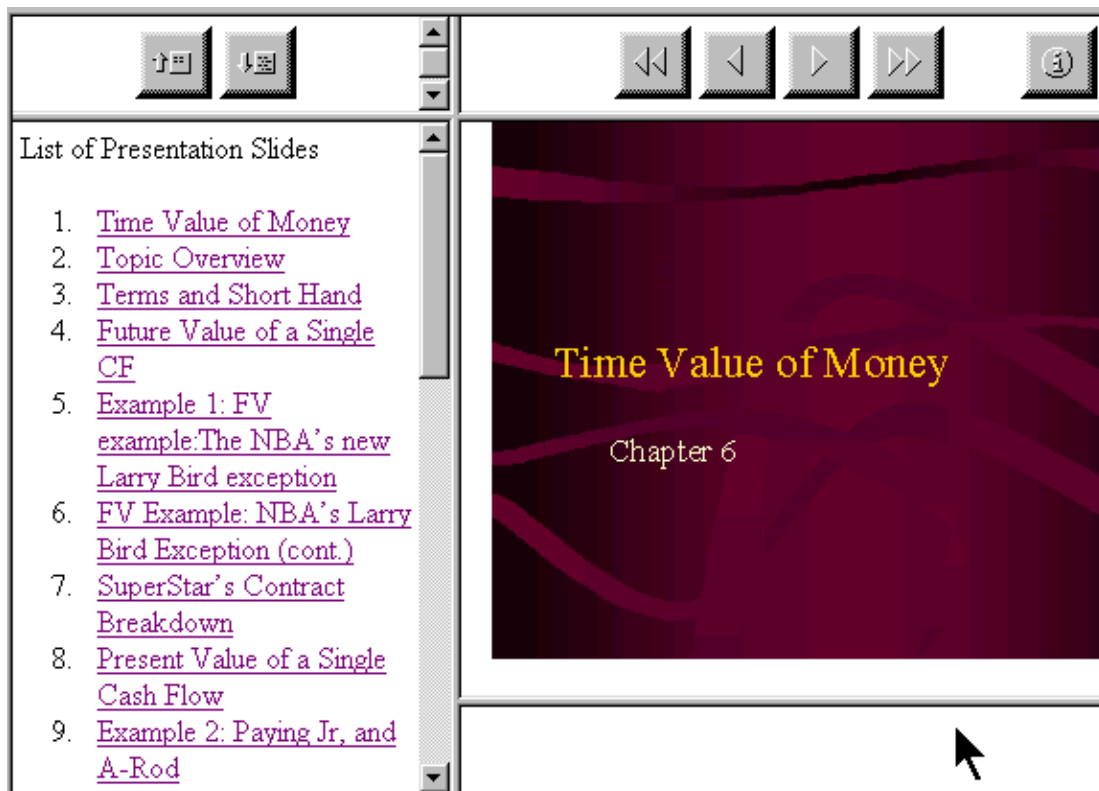 List of Presentation Slides
1. Time Value of Money
2. Topic Overview
3. Terms and Short Hand
4. Future Value of a Single
CF
5. Example 1: FV
example:The NBA's new
Larry Bird exception
6. FV Example: NBA's Larry
Bird Exception (cont.)
7. SuperStar's Contract
Breakdown
8. Present Value of a Single
Cash Flow
9. Example 2: Paying Jr, and
A-Rod
Time Value of Money
Chapter 6